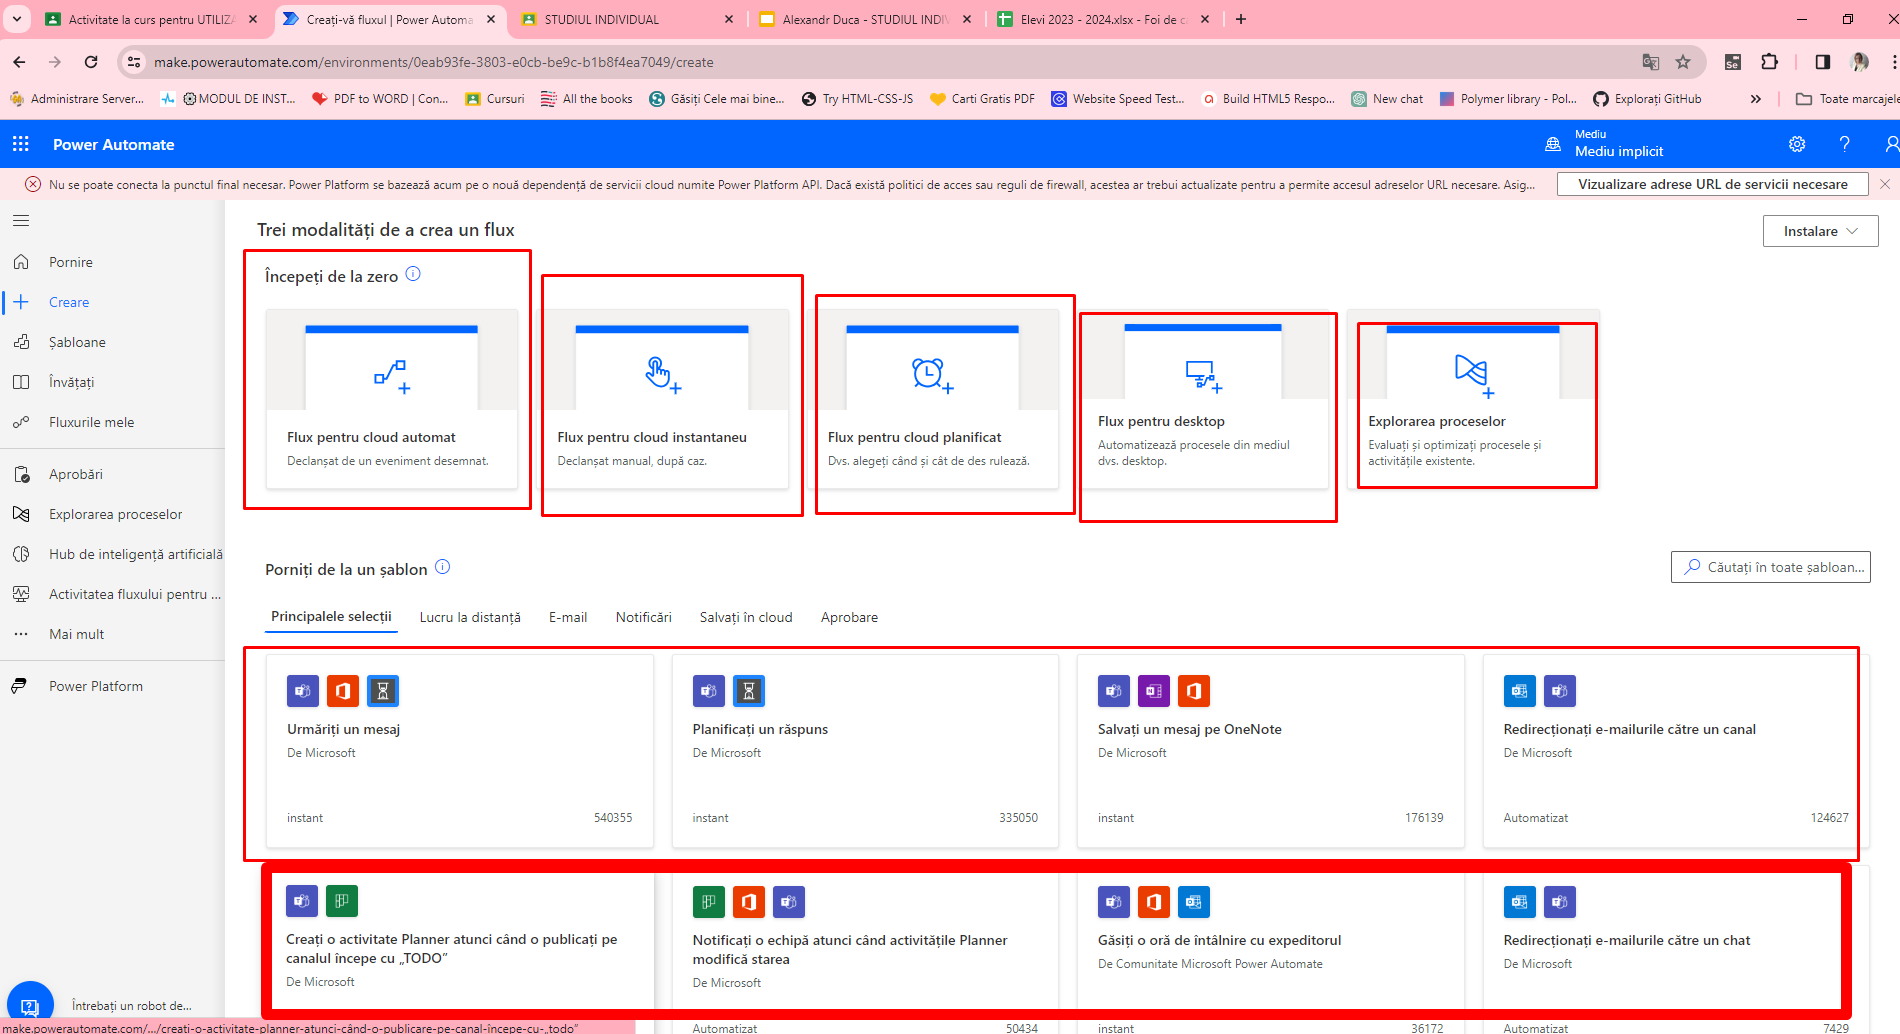 Activitate la curs pentru UTILIZA
Creați-vă fluxul | Power Automa
STUDIUL INDIVIDUAL
Alexandr Duca - STUDIUL INDIV
Elevi 2023 - 2024.xlsx - Foi de c
make.powerautomate.com/environments/0eab93fe-3803-e0cb-be9c-b1b8f4ea7049/create
Administrare Server...
MODUL DE INST...
PDF to WORD | Con...
Cursuri
All the books
Găsiți Cele mai bine...
Try HTML-CSS-JS
Carti Gratis PDF
Website Speed Test...
Build HTML5 Respo...
New chat
Polymer library - Pol...
Explorați GitHub
Toate marcajele
Power Automate
Mediu
Mediu implicit
Nu se poate conecta la punctul final necesar. Power Platform se bazează acum pe o nouă dependență de servicii cloud numite Power Platform API. Dacă există politici de acces sau reguli de firewall, acestea ar trebui actualizate pentru a permite accesul adreselor URL necesare. Asig...
Vizualizare adrese URL de servicii necesare
Pornire
Creare
Șabloane
Învățați
Fluxurile mele
Aprobări
Explorarea proceselor
Hub de inteligență artificială
Activitatea fluxului pentru ...
Mai mult
Power Platform
Întrebați un robot de...
Trei modalități de a crea un flux
Instalare
Începeți de la zero
Flux pentru cloud automat
Declanșat de un eveniment desemnat.
Flux pentru cloud instantaneu
Declanșat manual, după caz.
Flux pentru cloud planificat
Dvs. alegeți când și cât de des rulează.
Flux pentru desktop
Automatizează procesele din mediul
dvs. desktop.
Explorarea proceselor
Evaluați și optimizați procesele și
activitățile existente.
Porniți de la un șablon
Căutați în toate șabloan...
Principalele selecții
Lucru la distanță
E-mail
Notificări
Salvați în cloud
Aprobare
Urmăriți un mesaj
De Microsoft
instant 540355
Planificați un răspuns
De Microsoft
instant 335050
Salvați un mesaj pe OneNote
De Microsoft
instant 176139
Redirecționați e-mailurile către un canal
De Microsoft
Automatizat 124627
Creați o activitate Planner atunci când o publicați pe
canalul începe cu „TODO”
De Microsoft
Notificați o echipă atunci când activitățile Planner
modifică starea
De Microsoft
Automatizat 50434
Găsiți o oră de întâlnire cu expeditorul
De Comunitate Microsoft Power Automate
instant 36172
Redirecționați e-mailurile către un chat
De Microsoft
Automatizat 7429
make.powerautomate.com/.../creati-o-activitate-planner-atunci-când-o-publicare-pe-canal-începe-cu-„todo”